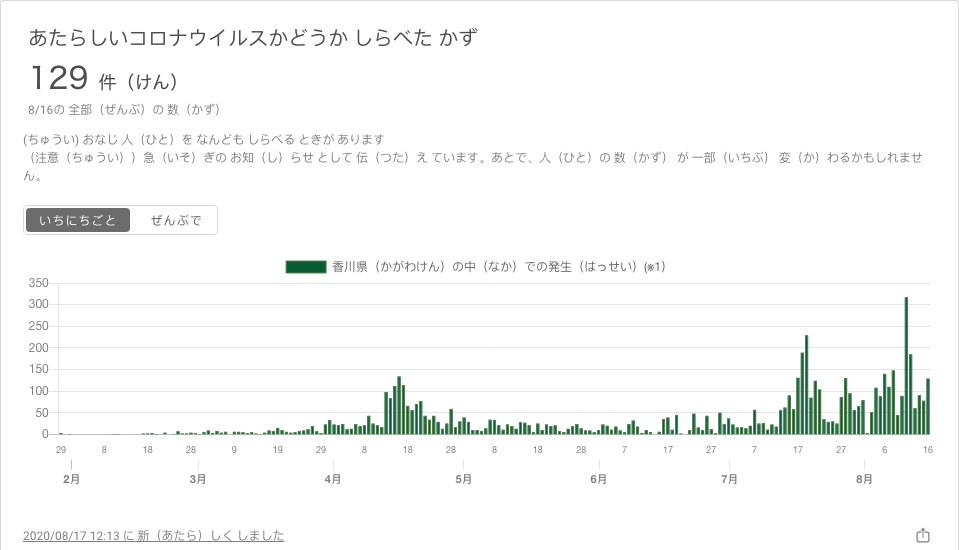 あたらしいコロナウイルスかどうか しらべた かず
129 件（けん）
8/16の 全部（ぜんぶ）の 数（かず）
(ちゅうい) おなじ 人（ひと）を なんども しらべる ときが あります
（注意（ちゅうい））急（いそ）ぎの お知（し）らせ として 伝（つた）え ています。あとで、人（ひと）の 数（かず） が 一部（いちぶ） 変（か）わるかもしれませ
ん。
いちにちごと ぜんぶで
香川県（かがわけん）の中（なか）での発生（はっせい）(※1)
350
300
250
200
150
100
50
0
29 8 18 28 9 19 29 8 18 28 8 18 28 7 17 27 7 17 27 6 16
2月 3月 4月 5月 6月 7月 8月
2020/08/17 12:13 に 新（あたら）しく しました